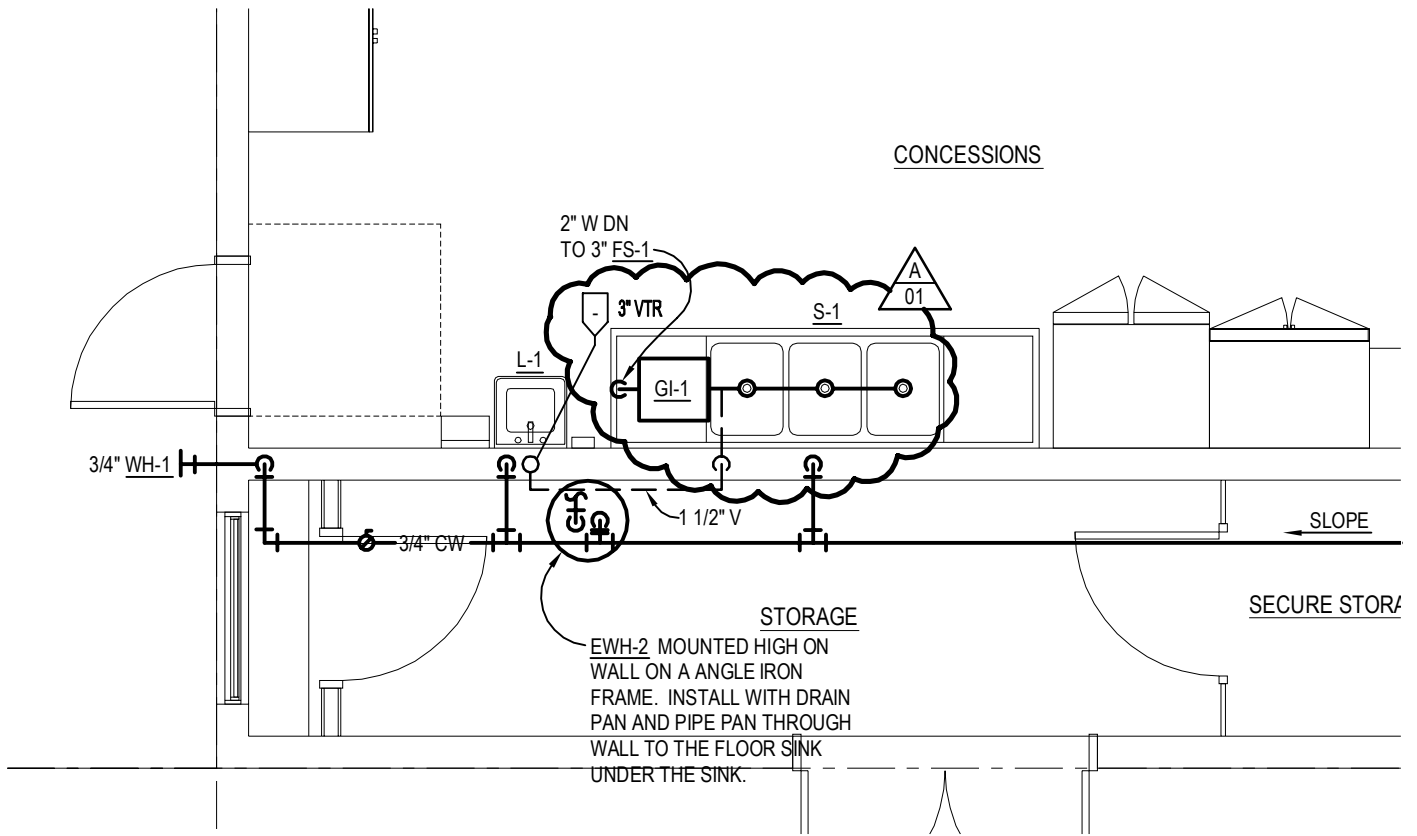 CONCESSIONS
2" W DN
TO 3" FS-1
A
01
-
3" VTR
S-1
L-1
GI-1
3/4" WH-1
1 1/2" V
3/4" CW
SLOPE
STORAGE
SECURE STORA
EWH-2 MOUNTED HIGH ON
WALL ON A ANGLE IRON
FRAME. INSTALL WITH DRAIN
PAN AND PIPE PAN THROUGH
WALL TO THE FLOOR SINK
UNDER THE SINK.